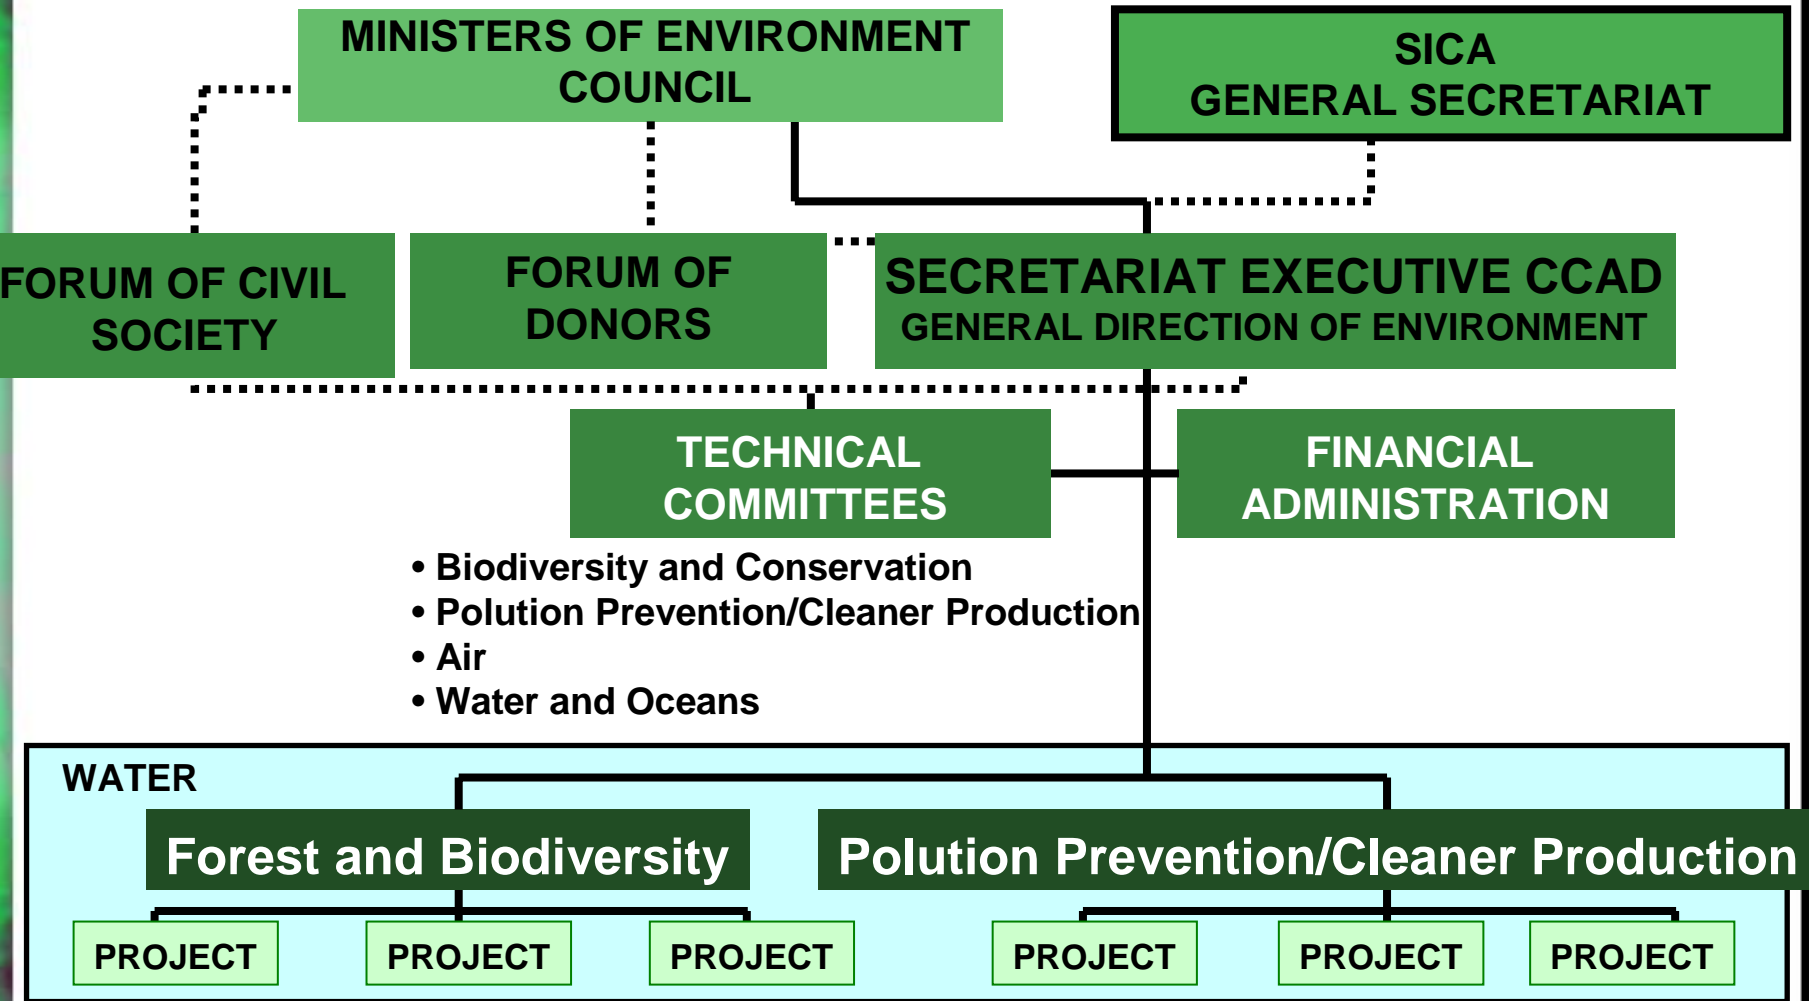 MINISTERS OF ENVIRONMENT
COUNCIL
SICA
GENERAL SECRETARIAT
FORUM OF CIVIL
SOCIETY
FORUM OF
DONORS
SECRETARIAT EXECUTIVE CCAD
GENERAL DIRECTION OF ENVIRONMENT
TECHNICAL
COMMITTEES
FINANCIAL
ADMINISTRATION
• Biodiversity and Conservation
• Polution Prevention/Cleaner Production
• Air
• Water and Oceans
WATER
Forest and Biodiversity
Polution Prevention/Cleaner Production
PROJECT
PROJECT
PROJECT
PROJECT
PROJECT
PROJECT